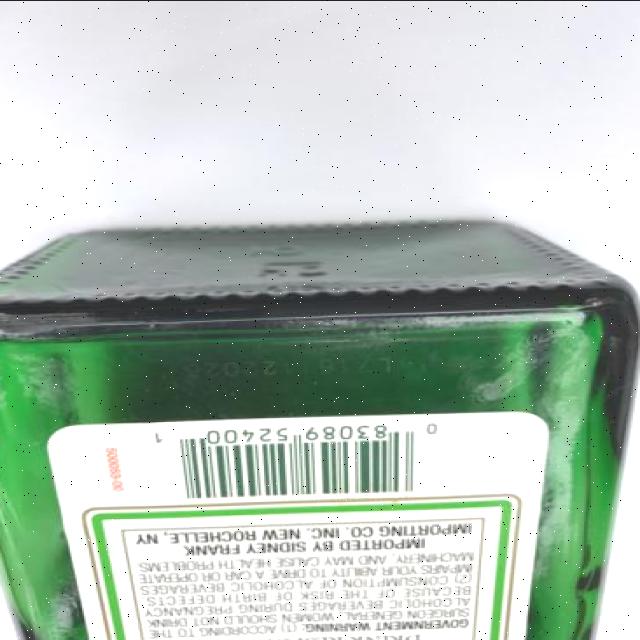 GOVERNMENT WARNING: (1) ACCORDING TO THE
SURGEON GENERAL, WOMEN SHOULD NOT DRINK
ALCOHOLIC BEVERAGES DURING PREGNANCY
BECAUSE OF THE RISK OF BIRTH DEFECTS
(2) CONSUMPTION OF ALCOHOLIC BEVERAGES
IMPAIRS YOUR ABILITY TO DRIVE A CAR OR OPERATE
MACHINERY, AND MAY CAUSE HEALTH PROBLEMS
IMPORTED BY SIDNEY FRANK
IMPORTING CO. INC. NEW ROCHELLE, NY
0 83089 52400 1